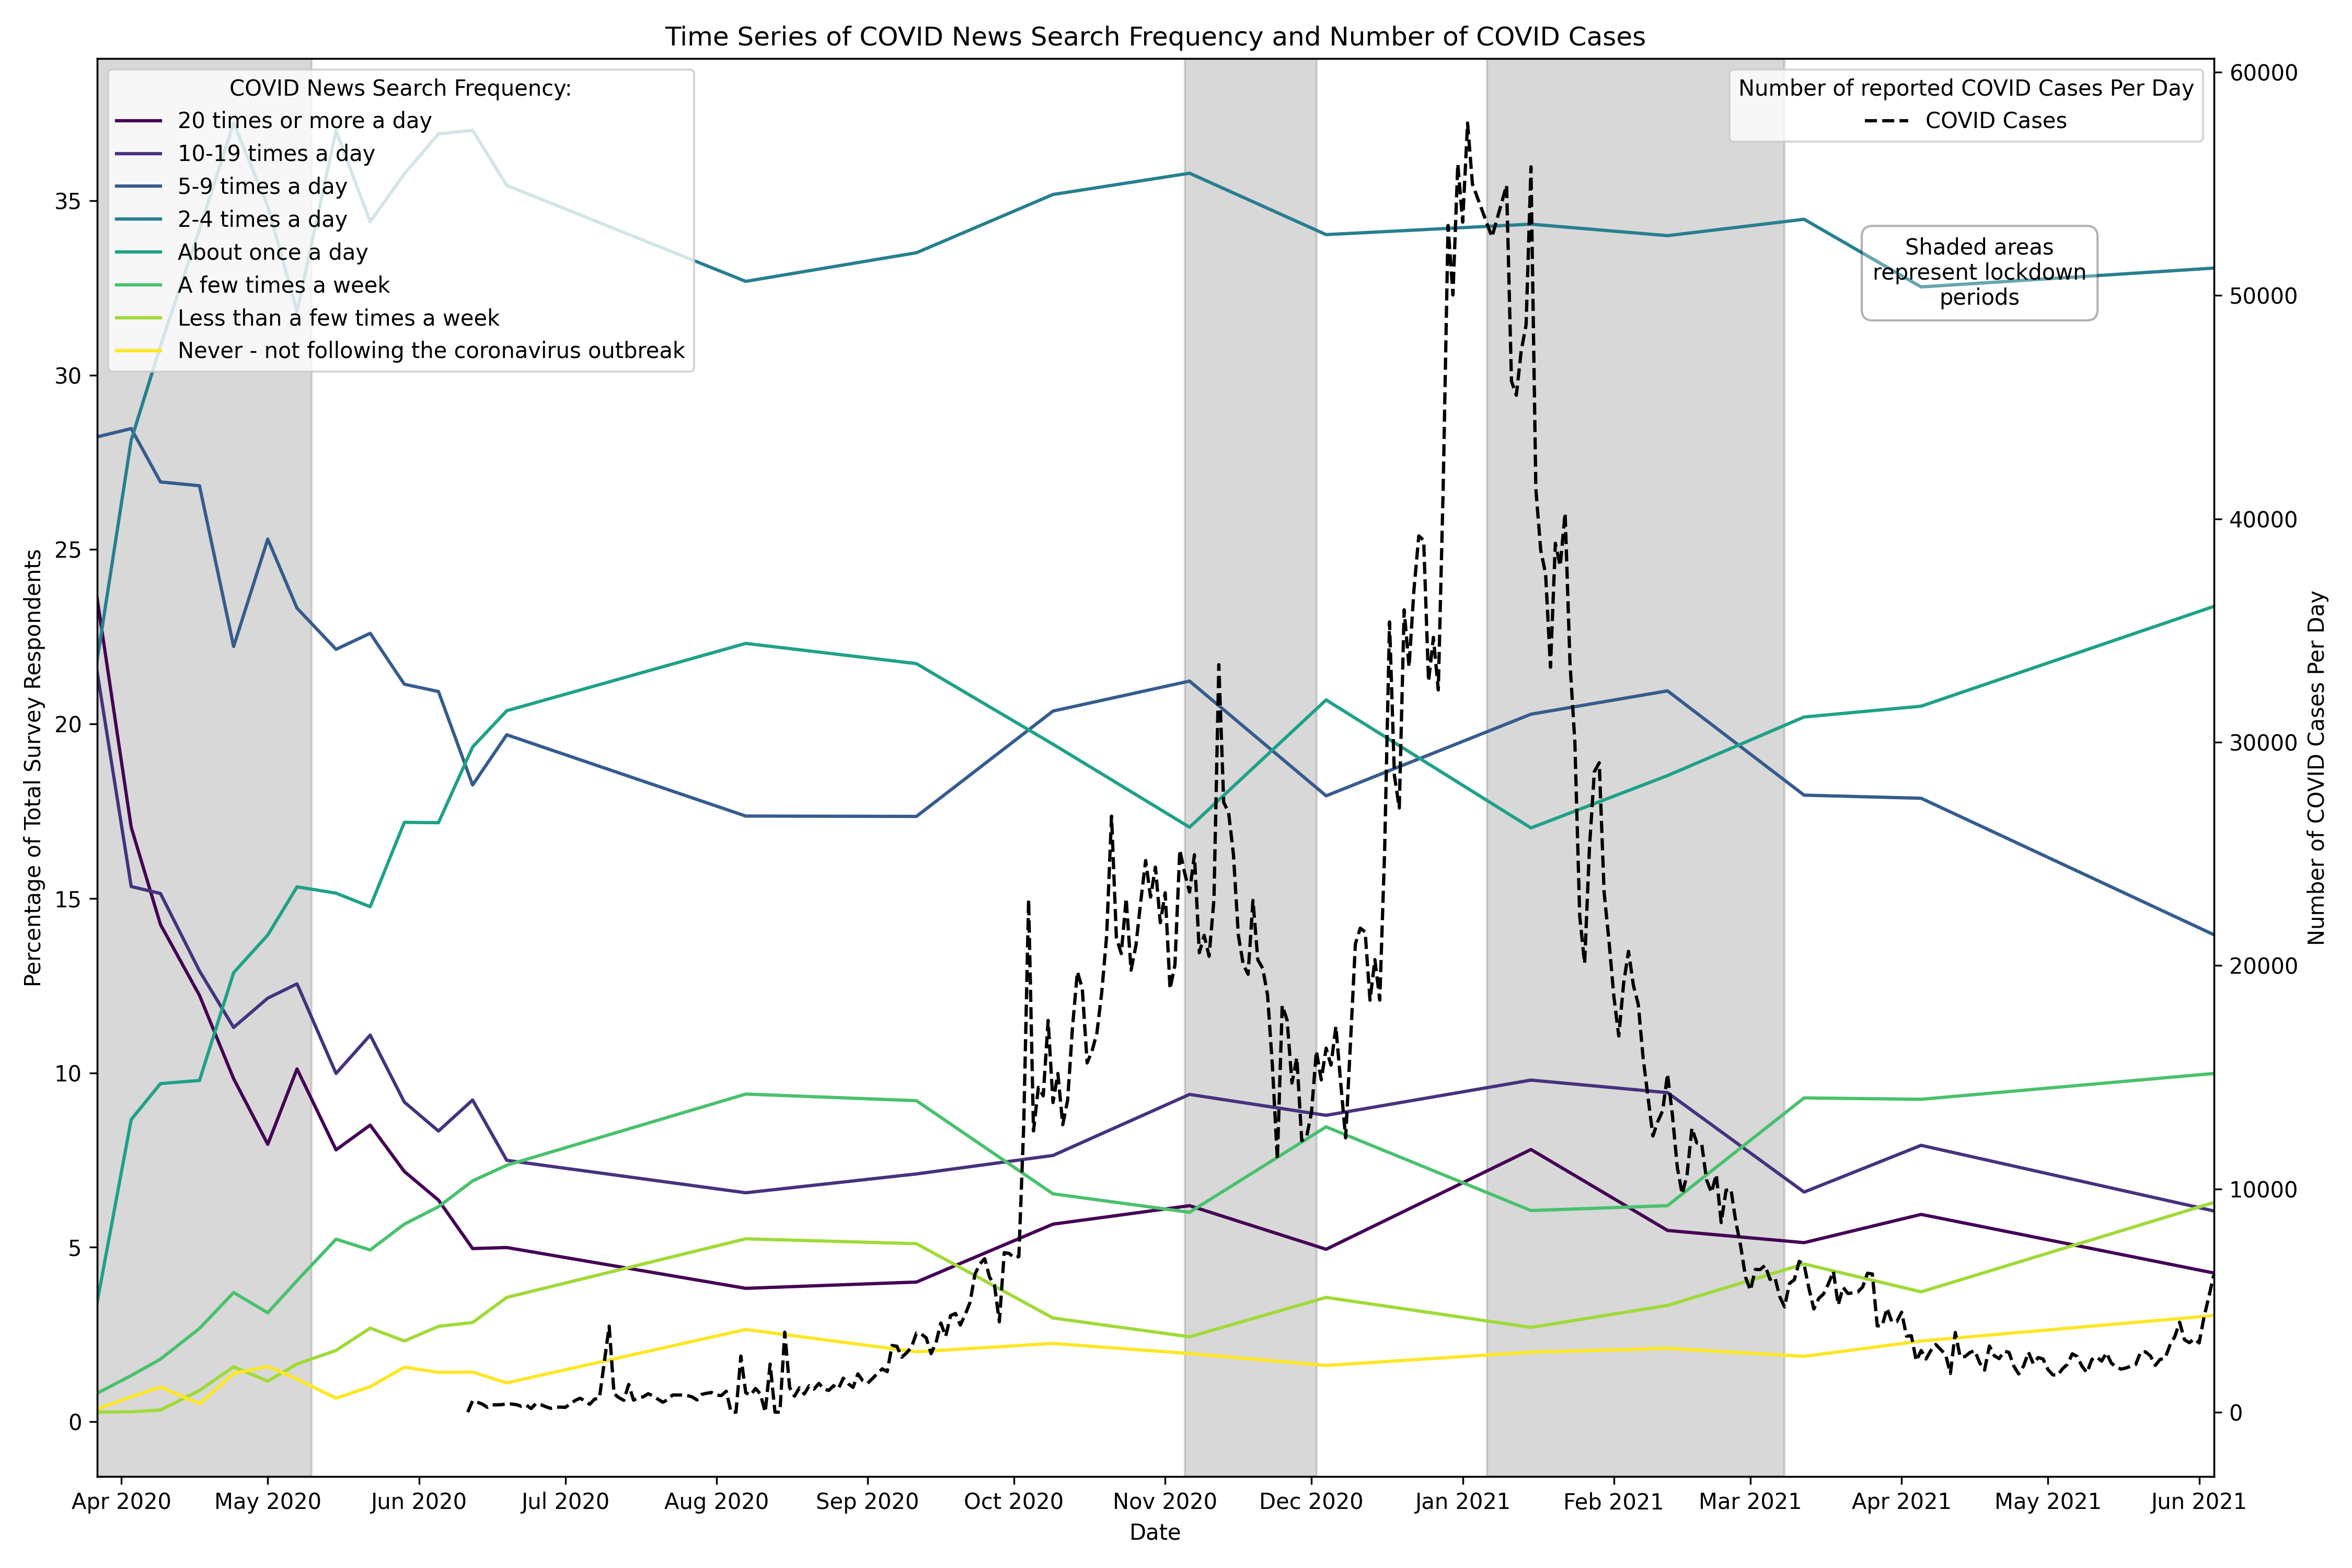 Time Series of COVID News Search Frequency and Number of COVID Cases
COVID News Search Frequency:
20 times or more a day
10-19 times a day
5-9 times a day
2-4 times a day
About once a day
A few times a week
Less than a few times a week
Never - not following the coronavirus outbreak
Number of reported COVID Cases Per Day
COVID Cases
Shaded areas
represent lockdown
periods
Percentage of Total Survey Respondents
35
30
25
20
15
10
5
0
60000
50000
40000
30000
20000
10000
0
Number of COVID Cases Per Day
Apr 2020
May 2020
Jun 2020
Jul 2020
Aug 2020
Sep 2020
Oct 2020
Nov 2020
Dec 2020
Jan 2021
Feb 2021
Mar 2021
Apr 2021
May 2021
Jun 2021
Date